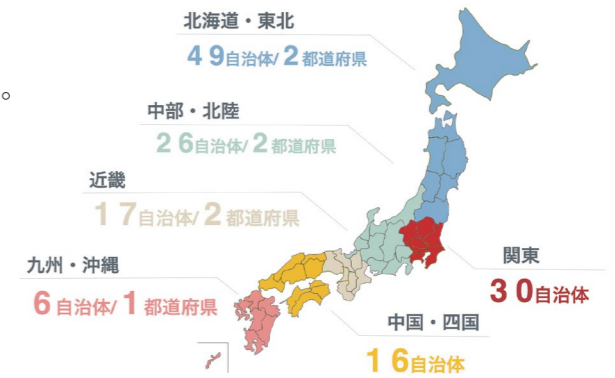 北海道・東北
49自治体/2都道府県
。
中部・北陸
26自治体/2都道府県
近畿
17自治体/2都道府県
九州・沖縄
6自治体/1都道府県
関東
30自治体
中国・四国
16自治体